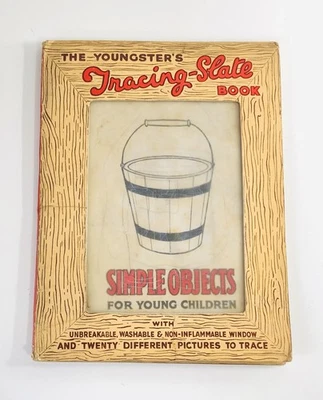 THE YOUNGSTER'S
Tracing-Slate
BOOK
SIMPLE OBJECTS
FOR YOUNG CHILDREN
WITH
UNBREAKABLE, WASHABLE & NON-INFLAMMABLE WINDOW
AND TWENTY DIFFERENT PICTURES TO TRACE